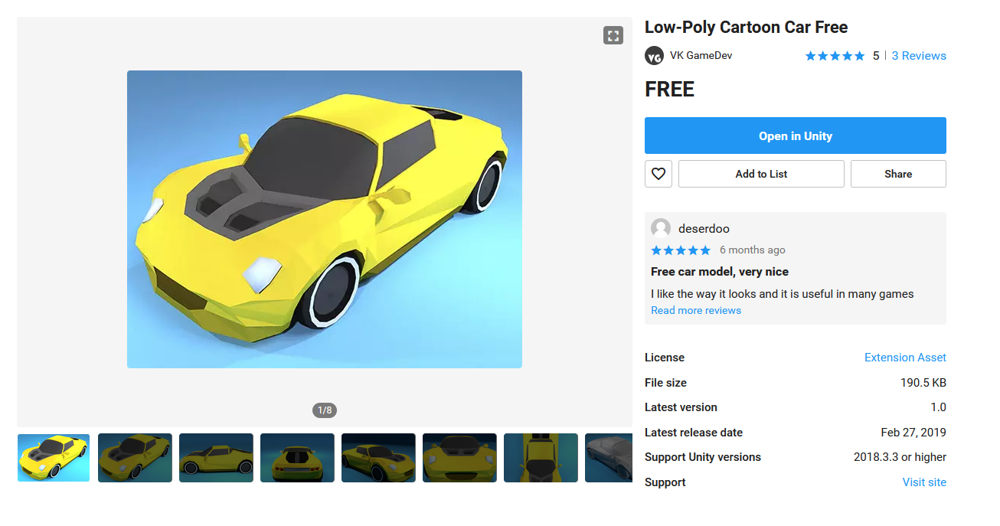 Low-Poly Cartoon Car Free
VG VK GameDev 5 | 3 Reviews
FREE
Open in Unity
Add to List Share
deserdoo
6 months ago
Free car model, very nice
I like the way it looks and it is useful in many games
Read more reviews
1/8
License Extension Asset
File size 190.5 KB
Latest version 1.0
Latest release date Feb 27, 2019
Support Unity versions 2018.3.3 or higher
Support Visit site